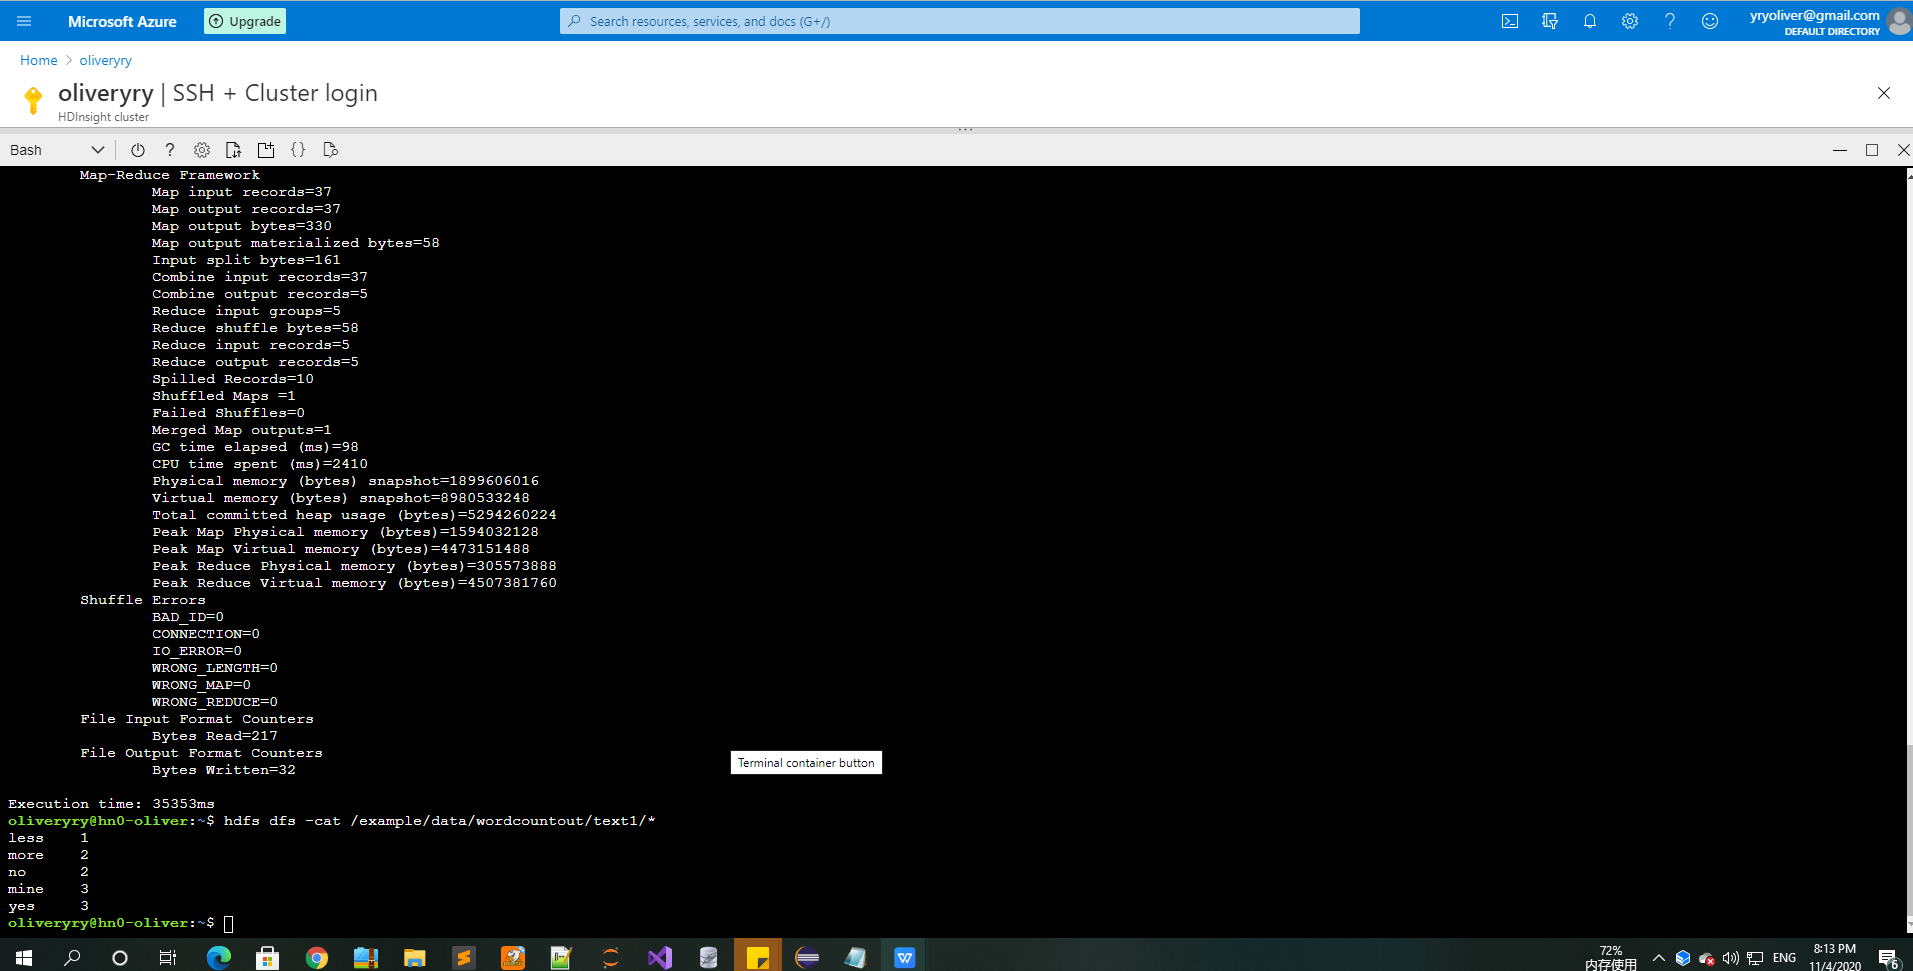 Microsoft Azure
Upgrade
Search resources, services, and docs (G+/)
yryoliver@gmail.com
DEFAULT DIRECTORY
Home > oliveryry
oliveryry | SSH + Cluster login
HDInsight cluster
Bash
Map-Reduce Framework
Map input records=37
Map output records=37
Map output bytes=330
Map output materialized bytes=58
Input split bytes=161
Combine input records=37
Combine output records=5
Reduce input groups=5
Reduce shuffle bytes=58
Reduce input records=5
Reduce output records=5
Spilled Records=10
Shuffled Maps =1
Failed Shuffles=0
Merged Map outputs=1
GC time elapsed (ms)=98
CPU time spent (ms)=2410
Physical memory (bytes) snapshot=1899606016
Virtual memory (bytes) snapshot=8980533248
Total committed heap usage (bytes)=5294260224
Peak Map Physical memory (bytes)=1594032128
Peak Map Virtual memory (bytes)=4473151488
Peak Reduce Physical memory (bytes)=305573888
Peak Reduce Virtual memory (bytes)=4507381760
Shuffle Errors
BAD_ID=0
CONNECTION=0
IO_ERROR=0
WRONG_LENGTH=0
WRONG_MAP=0
WRONG_REDUCE=0
File Input Format Counters
Bytes Read=217
File Output Format Counters
Bytes Written=32
Terminal container button
Execution time: 35353ms
oliveryry@hn0-oliver:~$ hdfs dfs -cat /example/data/wordcountout/text1/*
less 1
more 2
no 2
mine 3
yes 3
oliveryry@hn0-oliver:~$
72%
内存使用
ENG
8:13 PM
11/4/2020
6